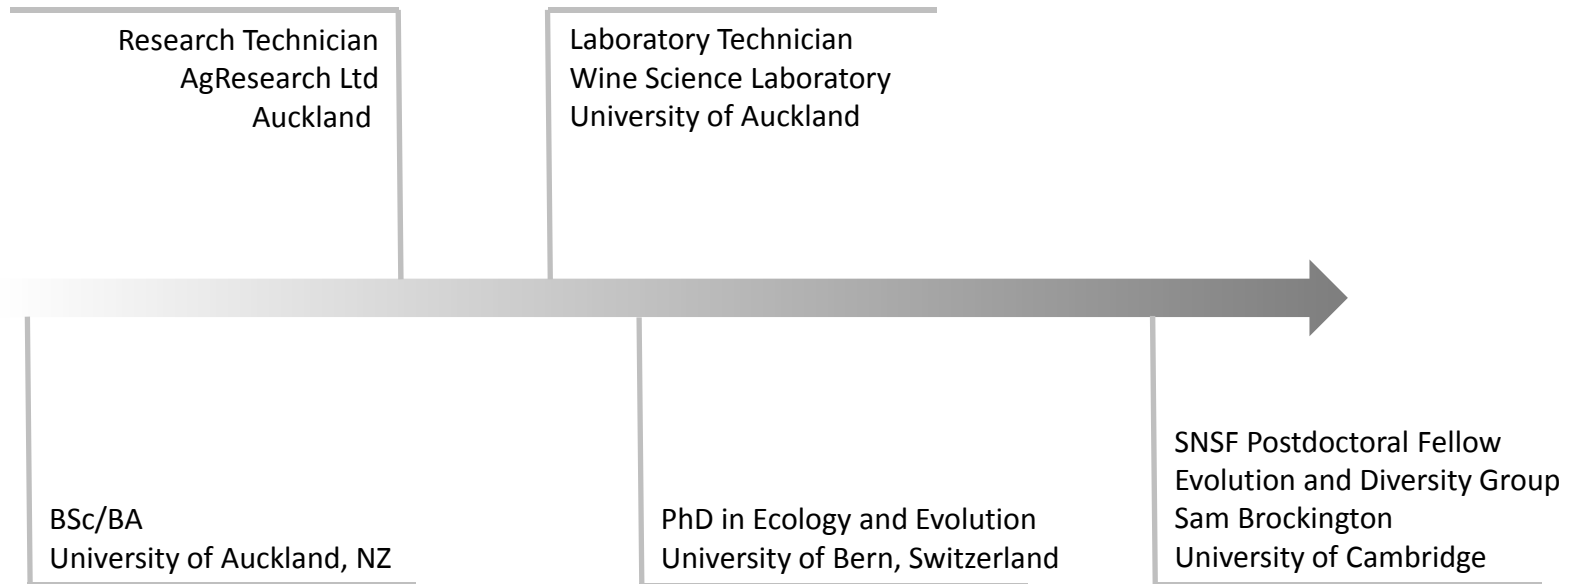 Research Technician
AgResearch Ltd
Auckland
Laboratory Technician
Wine Science Laboratory
University of Auckland
BSc/BA
University of Auckland, NZ
PhD in Ecology and Evolution
University of Bern, Switzerland
SNSF Postdoctoral Fellow
Evolution and Diversity Group
Sam Brockington
University of Cambridge